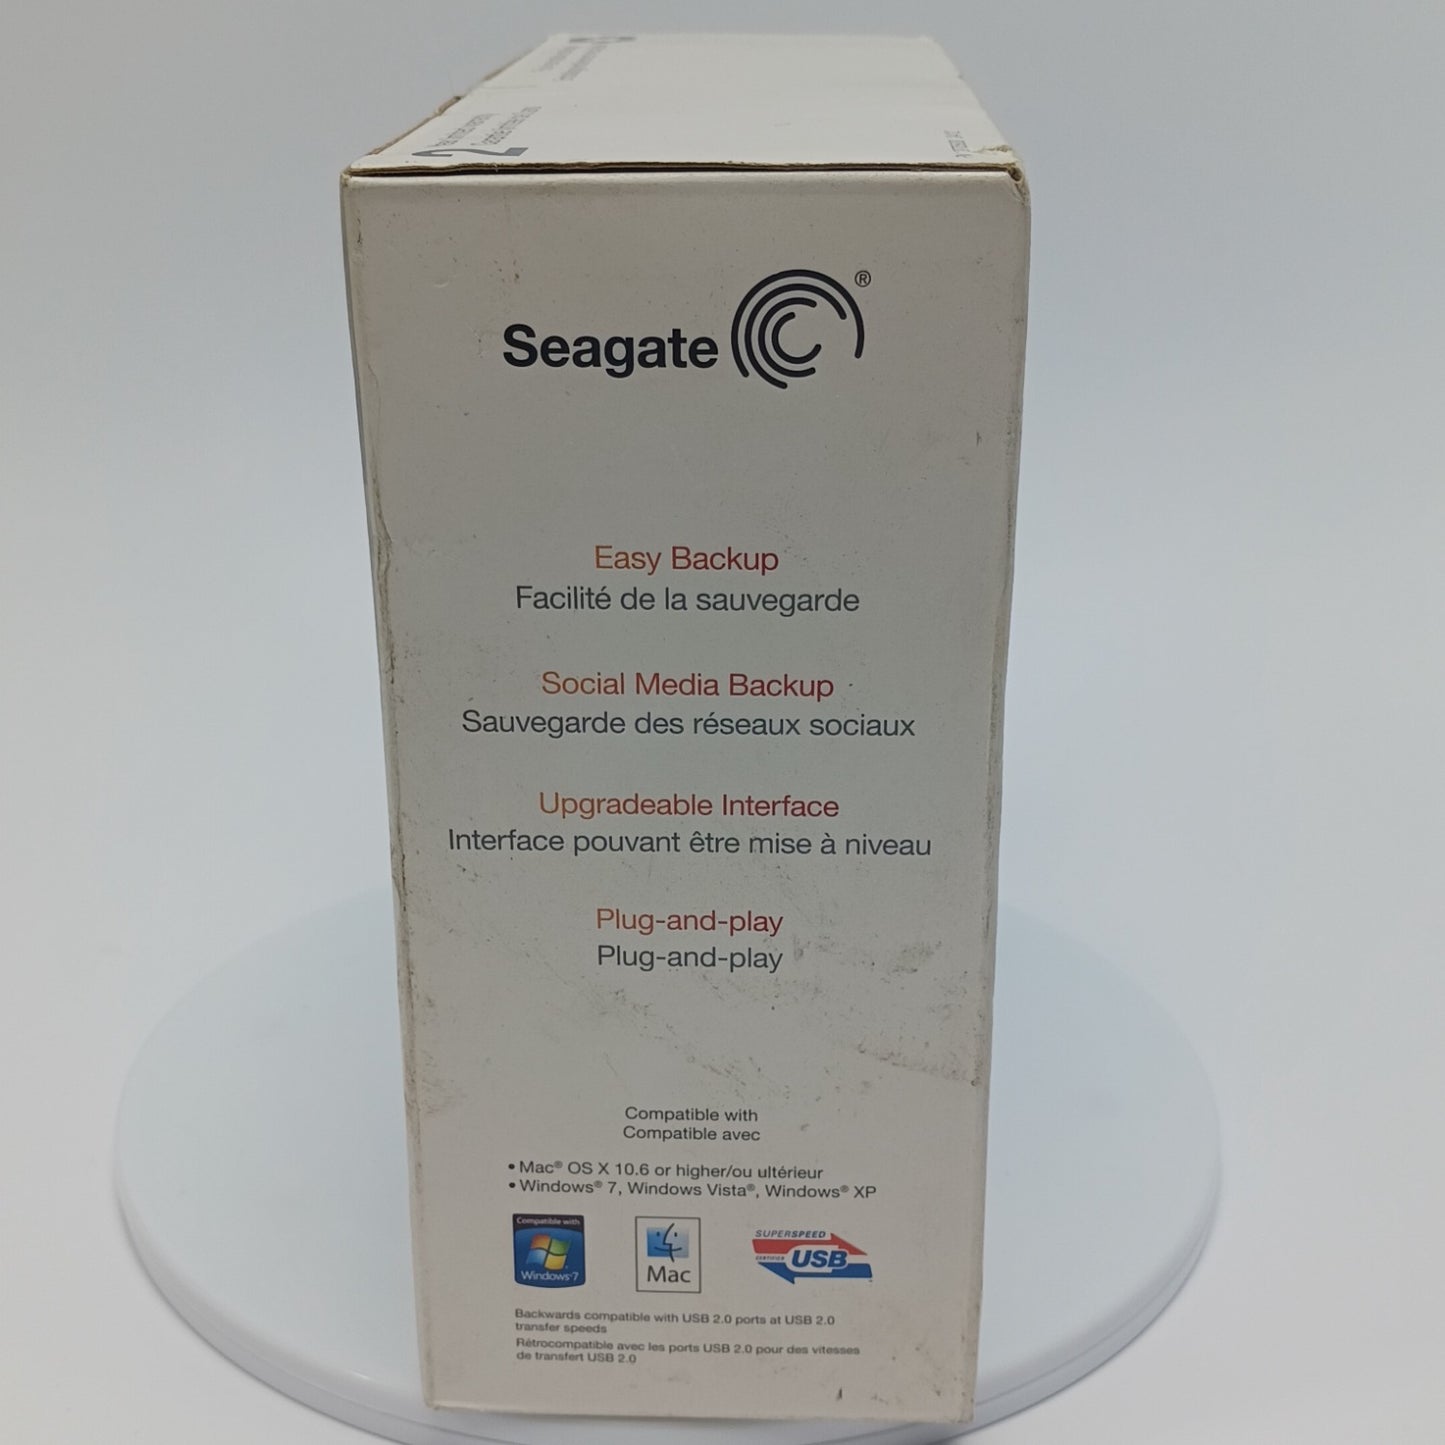 2
Seagate ®
Easy Backup
Facilité de la sauvegarde
Social Media Backup
Sauvegarde des réseaux sociaux
Upgradeable Interface
Interface pouvant être mise à niveau
Plug-and-play
Plug-and-play
Compatible with
Compatible avec
• Mac® OS X 10.6 or higher/ou ultérieur
• Windows® 7, Windows Vista®, Windows® XP
Compatible with
Windows®7
Mac
SUPERSPEED
CERTIFIED USB
Backwards compatible with USB 2.0 ports at USB 2.0
transfer speeds
Rétrocompatible avec les ports USB 2.0 pour des vitesses
de transfert USB 2.0